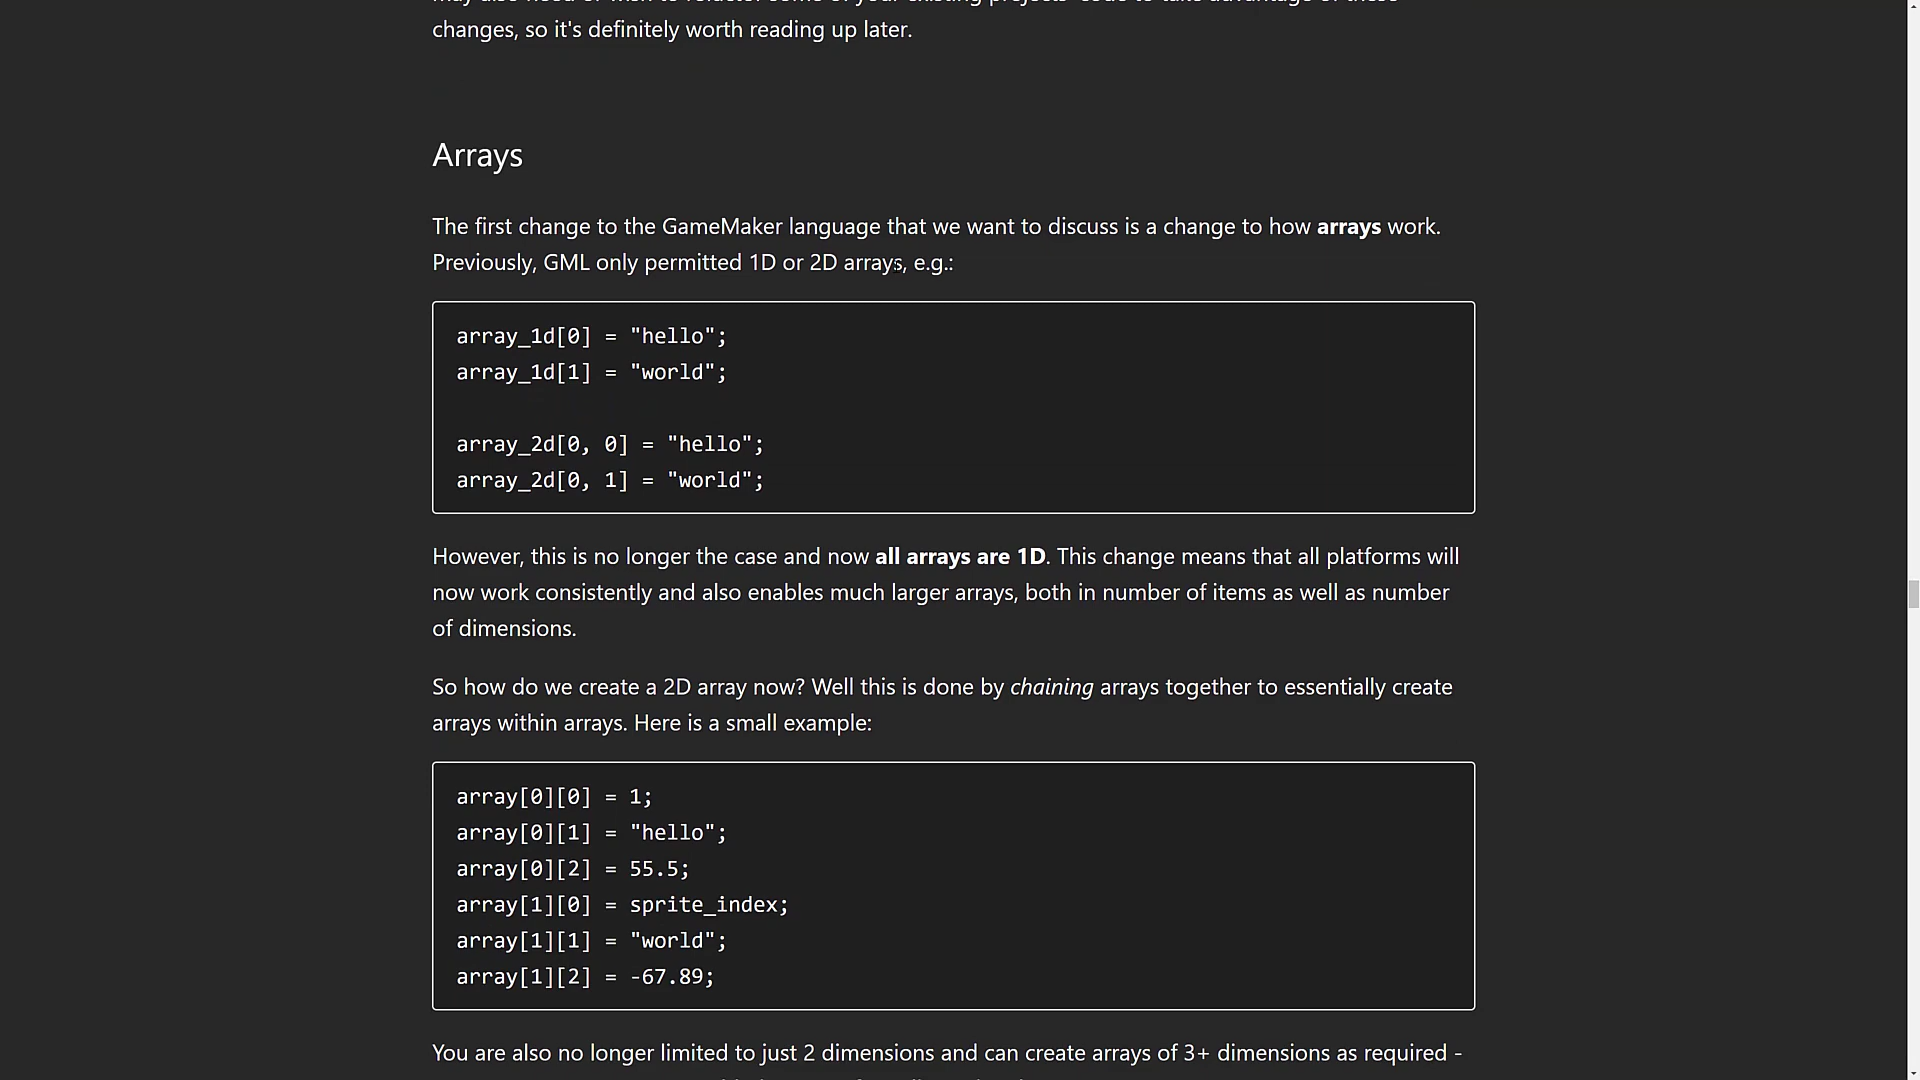 changes, so it's definitely worth reading up later.
Arrays
The first change to the GameMaker language that we want to discuss is a change to how arrays work.
Previously, GML only permitted 1D or 2D arrays, e.g.:
array_1d[0] = "hello";
array_1d[1] = "world";
array_2d[0, 0] = "hello";
array_2d[0, 1] = "world";
However, this is no longer the case and now all arrays are 1D. This change means that all platforms will
now work consistently and also enables much larger arrays, both in number of items as well as number
of dimensions.
So how do we create a 2D array now? Well this is done by chaining arrays together to essentially create
arrays within arrays. Here is a small example:
array[0][0] = 1;
array[0][1] = "hello";
array[0][2] = 55.5;
array[1][0] = sprite_index;
array[1][1] = "world";
array[1][2] = -67.89;
You are also no longer limited to just 2 dimensions and can create arrays of 3+ dimensions as required -